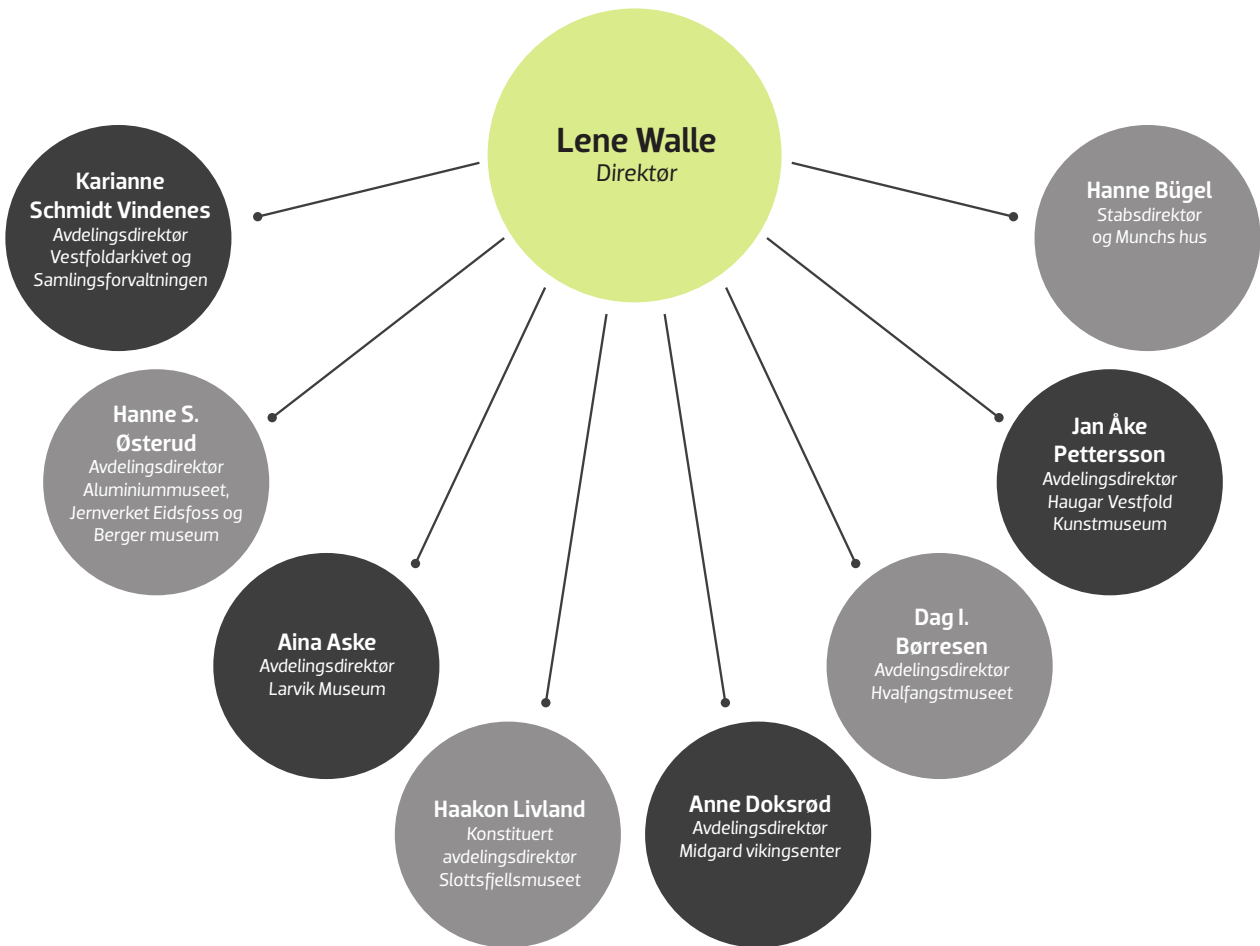 Lene Walle
Direktør
Karianne
Schmidt Vindenes
Avdelingsdirektør
Vestfoldarkivet og
Samlingsforvaltningen
Hanne Bügel
Stabsdirektør
og Munchs hus
Hanne S.
Østerud
Avdelingsdirektør
Aluminiummuseet,
Jernverket Eidsfoss og
Berger museum
Jan Åke
Pettersson
Avdelingsdirektør
Haugar Vestfold
Kunstmuseum
Aina Aske
Avdelingsdirektør
Larvik Museum
Dag I.
Børresen
Avdelingsdirektør
Hvalfangstmuseet
Haakon Livland
Konstituert
avdelingsdirektør
Slottsfjellsmuseet
Anne Doksrød
Avdelingsdirektør
Midgard vikingsenter